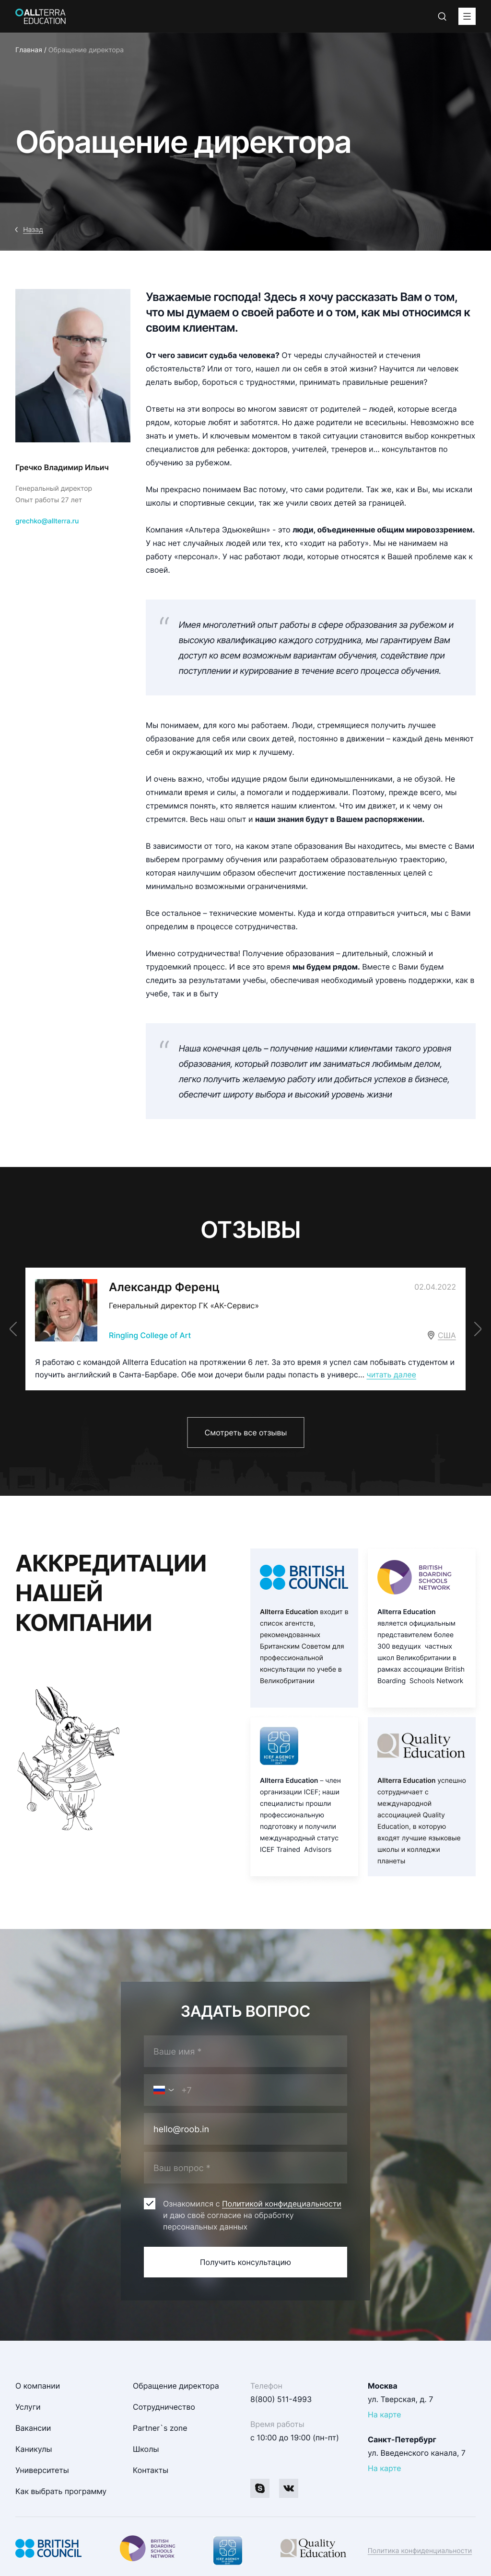 ALLTERRA
EDUCATION
Главная / Обращение директора
Обращение директора
Назад
Уважаемые господа! Здесь я хочу рассказать Вам о том,
что мы думаем о своей работе и о том, как мы относимся к
своим клиентам.
Гречко Владимир Ильич
Генеральный директор
Опыт работы 27 лет
grechko@allterra.ru
От чего зависит судьба человека? От череды случайностей и стечения
обстоятельств? Или от того, нашел ли он себя в этой жизни? Научится ли человек
делать выбор, бороться с трудностями, принимать правильные решения?
Ответы на эти вопросы во многом зависят от родителей – людей, которые всегда
рядом, которые любят и заботятся. Но даже родители не всесильны. Невозможно все
знать и уметь. И ключевым моментом в такой ситуации становится выбор конкретных
специалистов для ребенка: докторов, учителей, тренеров и... консультантов по
обучению за рубежом.
Мы прекрасно понимаем Вас потому, что сами родители. Так же, как и Вы, мы искали
школы и спортивные секции, так же учили своих детей за границей.
Компания «Альтера Эдьюкейшн» - это люди, объединенные общим мировоззрением.
У нас нет случайных людей или тех, кто «ходит на работу». Мы не нанимаем на
работу «персонал». У нас работают люди, которые относятся к Вашей проблеме как к
своей.
“ Имея многолетний опыт работы в сфере образования за рубежом и
высокую квалификацию каждого сотрудника, мы гарантируем Вам
доступ ко всем возможным вариантам обучения, содействие при
поступлении и курирование в течение всего процесса обучения.
Мы понимаем, для кого мы работаем. Люди, стремящиеся получить лучшее
образование для себя или своих детей, постоянно в движении – каждый день меняют
себя и окружающий их мир к лучшему.
И очень важно, чтобы идущие рядом были единомышленниками, а не обузой. Не
отнимали время и силы, а помогали и поддерживали. Поэтому, прежде всего, мы
стремимся понять, кто является нашим клиентом. Что им движет, и к чему он
стремится. Весь наш опыт и наши знания будут в Вашем распоряжении.
В зависимости от того, на каком этапе образования Вы находитесь, мы вместе с Вами
выберем программу обучения или разработаем образовательную траекторию,
которая наилучшим образом обеспечит достижение поставленных целей с
минимально возможными ограничениями.
Все остальное – технические моменты. Куда и когда отправиться учиться, мы с Вами
определим в процессе сотрудничества.
Именно сотрудничества! Получение образования – длительный, сложный и
трудоемкий процесс. И все это время мы будем рядом. Вместе с Вами будем
следить за результатами учебы, обеспечивая необходимый уровень поддержки, как в
учебе, так и в быту
“ Наша конечная цель – получение нашими клиентами такого уровня
образования, который позволит им заниматься любимым делом,
легко получить желаемую работу или добиться успехов в бизнесе,
обеспечит широту выбора и высокий уровень жизни
ОТЗЫВЫ
Александр Ференц
02.04.2022
Генеральный директор ГК «АК-Сервис»
Ringling College of Art
США
Я работаю с командой Allterra Education на протяжении 6 лет. За это время я успел сам побывать студентом и
поучить английский в Санта-Барбаре. Обе мои дочери были рады попасть в универс... читать далее
Смотреть все отзывы
АККРЕДИТАЦИИ
НАШЕЙ
КОМПАНИИ
BRITISH
COUNCIL
Allterra Education входит в
список агентств,
рекомендованных
Британским Советом для
профессиональной
консультации по учебе в
Великобритании
BRITISH
BOARDING
SCHOOLS
NETWORK
Allterra Education
является официальным
представителем более
300 ведущих частных
школ Великобритании в
рамках ассоциации British
Boarding Schools Network
ICEF AGENCY
Allterra Education – член
организации ICEF; наши
специалисты прошли
профессиональную
подготовку и получили
международный статус
ICEF Trained Advisors
Quality
Education
Allterra Education успешно
сотрудничает с
международной
ассоциацией Quality
Education, в которую
входят лучшие языковые
школы и колледжи
планеты
ЗАДАТЬ ВОПРОС
Ваше имя *
+7
hello@roob.in
Ваш вопрос *
Ознакомился с Политикой конфидециальности
и даю своё согласие на обработку
персональных данных
Получить консультацию
О компании
Услуги
Вакансии
Каникулы
Университеты
Как выбрать программу
Обращение директора
Сотрудничество
Partner`s zone
Школы
Контакты
Телефон
8(800) 511-4993
Время работы
с 10:00 до 19:00 (пн-пт)
Москва
ул. Тверская, д. 7
На карте
Санкт-Петербург
ул. Введенского канала, 7
На карте
BRITISH
COUNCIL
BRITISH
BOARDING
SCHOOLS
NETWORK
ICEF AGENCY
Quality
Education
Политика конфиденциальности